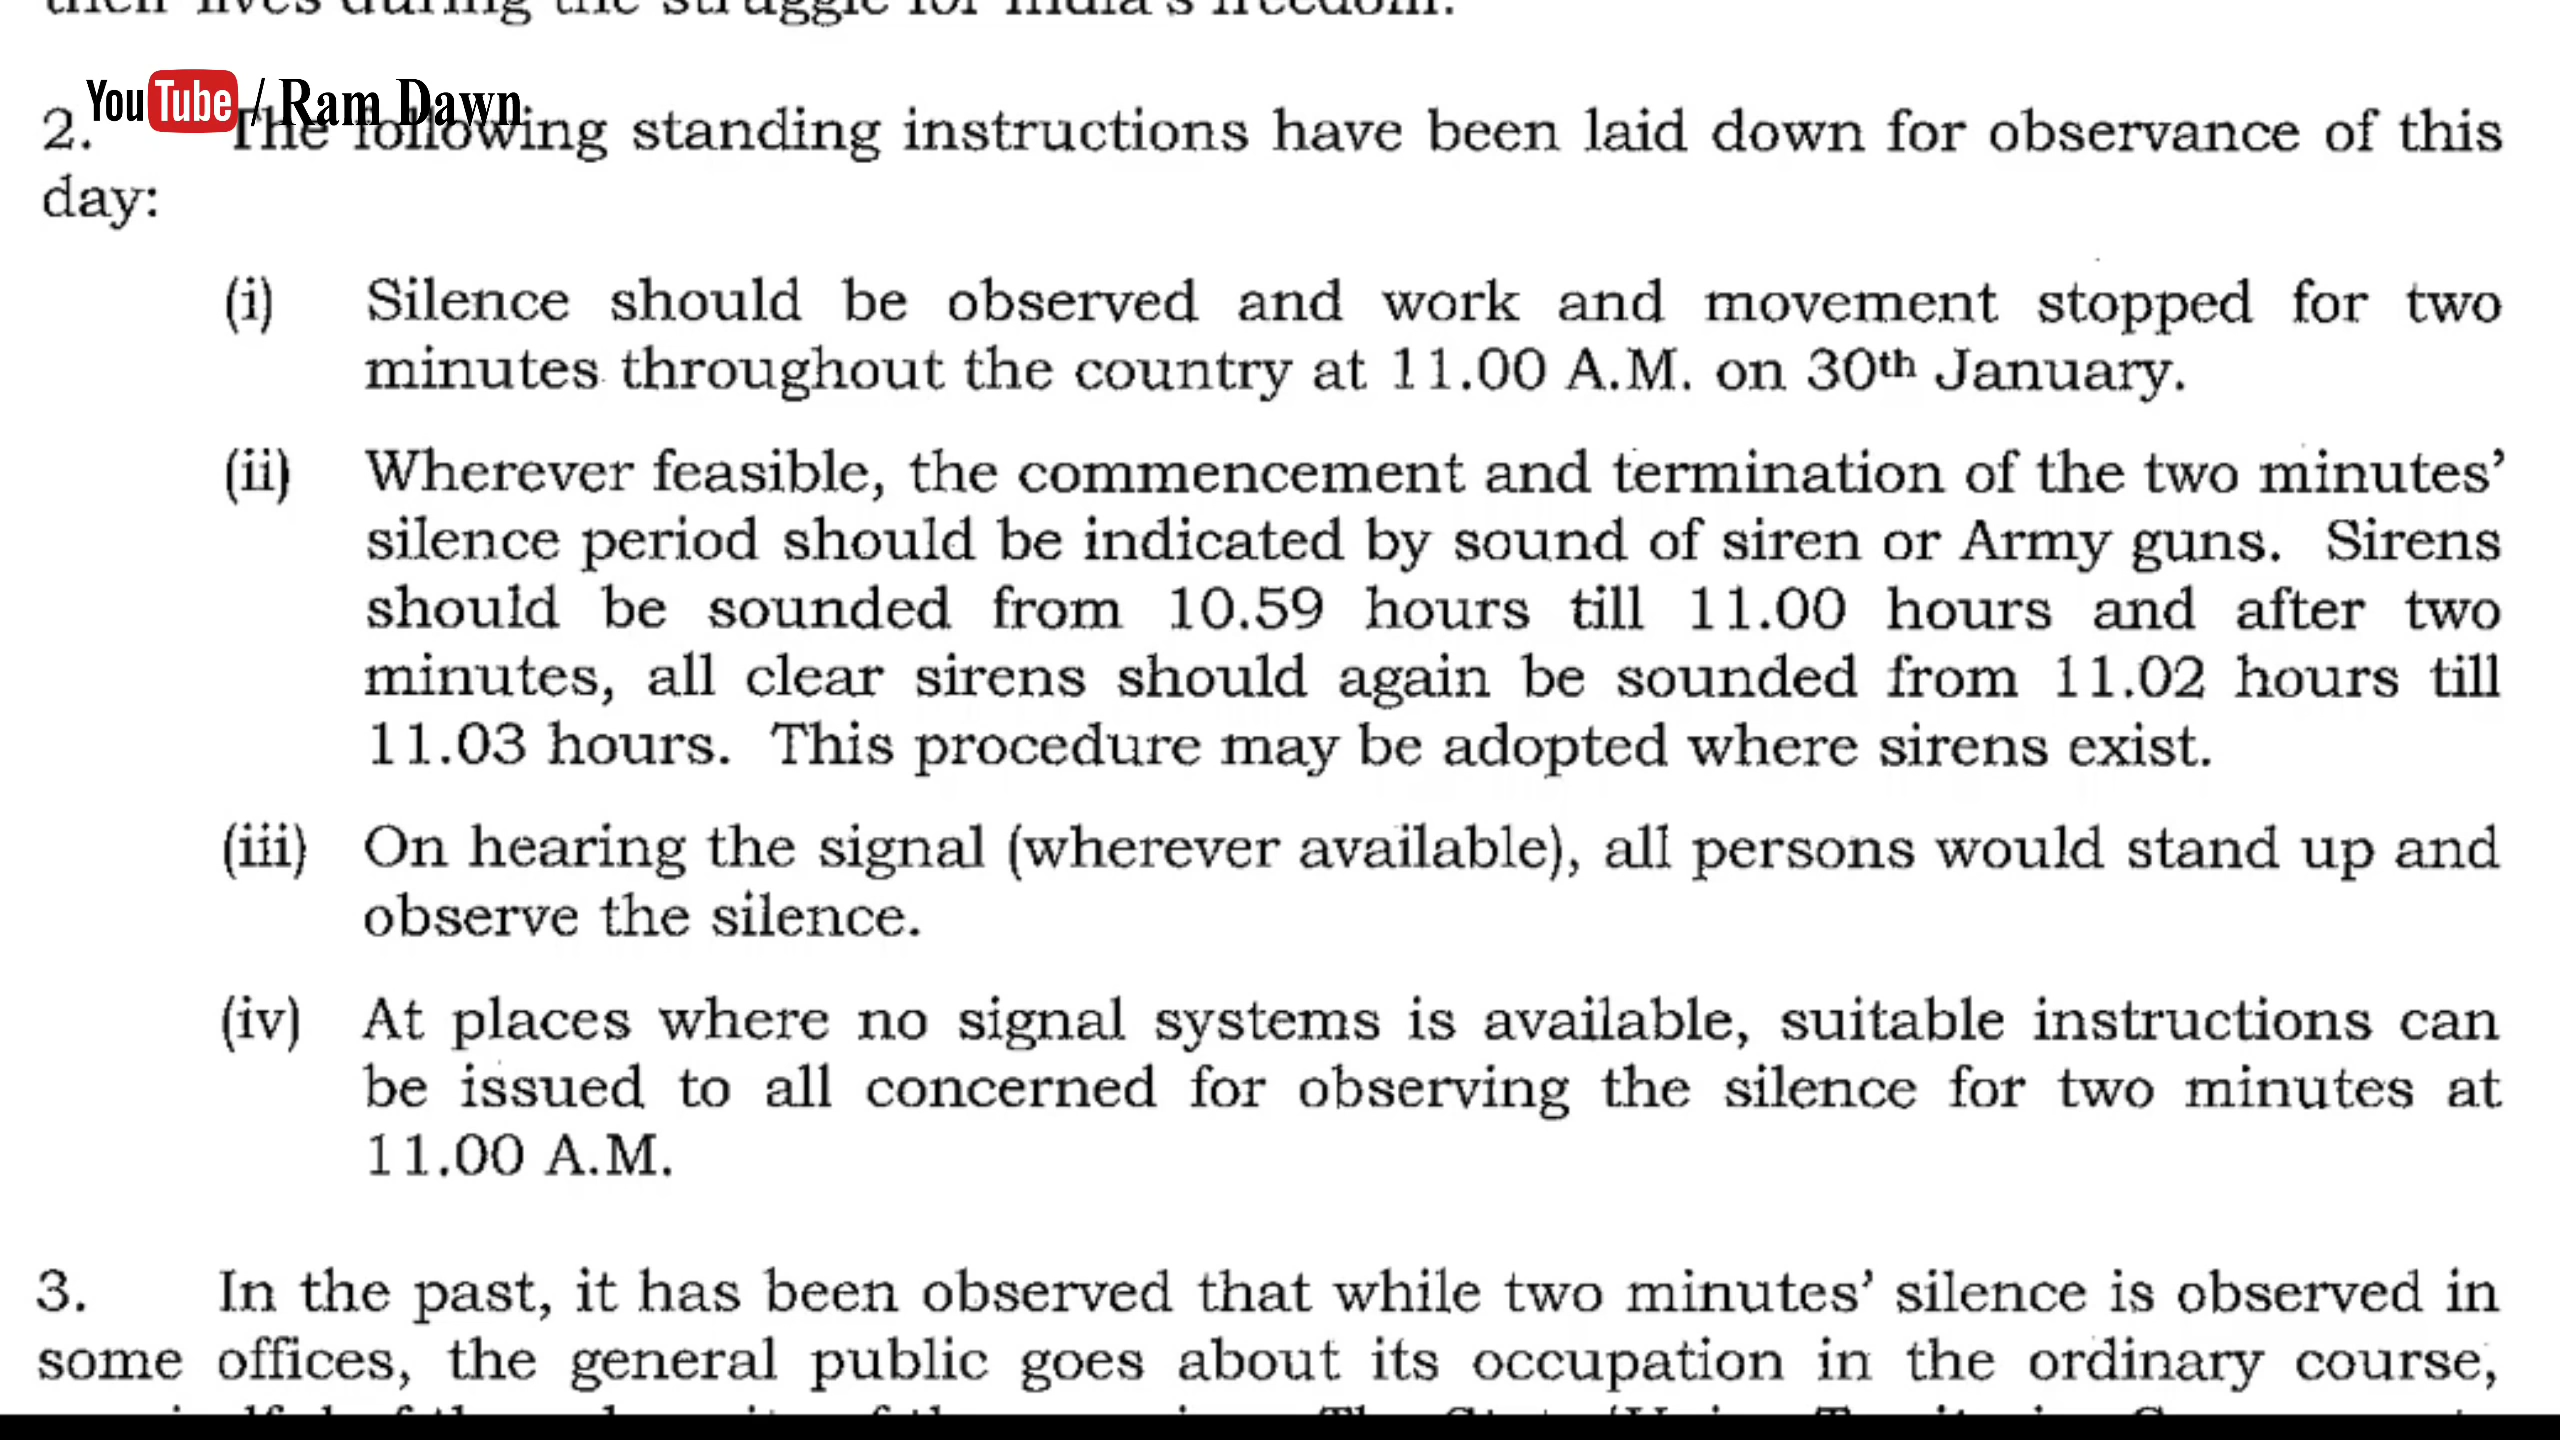 their lives during the struggle for India's freedom.
YouTube / Ram Dawn
2. The following standing instructions have been laid down for observance of this
day:
(i) Silence should be observed and work and movement stopped for two
minutes throughout the country at 11.00 A.M. on 30th January.
(ii) Wherever feasible, the commencement and termination of the two minutes’
silence period should be indicated by sound of siren or Army guns. Sirens
should be sounded from 10.59 hours till 11.00 hours and after two
minutes, all clear sirens should again be sounded from 11.02 hours till
11.03 hours. This procedure may be adopted where sirens exist.
(iii) On hearing the signal (wherever available), all persons would stand up and
observe the silence.
(iv) At places where no signal systems is available, suitable instructions can
be issued to all concerned for observing the silence for two minutes at
11.00 A.M.
3. In the past, it has been observed that while two minutes’ silence is observed in
some offices, the general public goes about its occupation in the ordinary course,